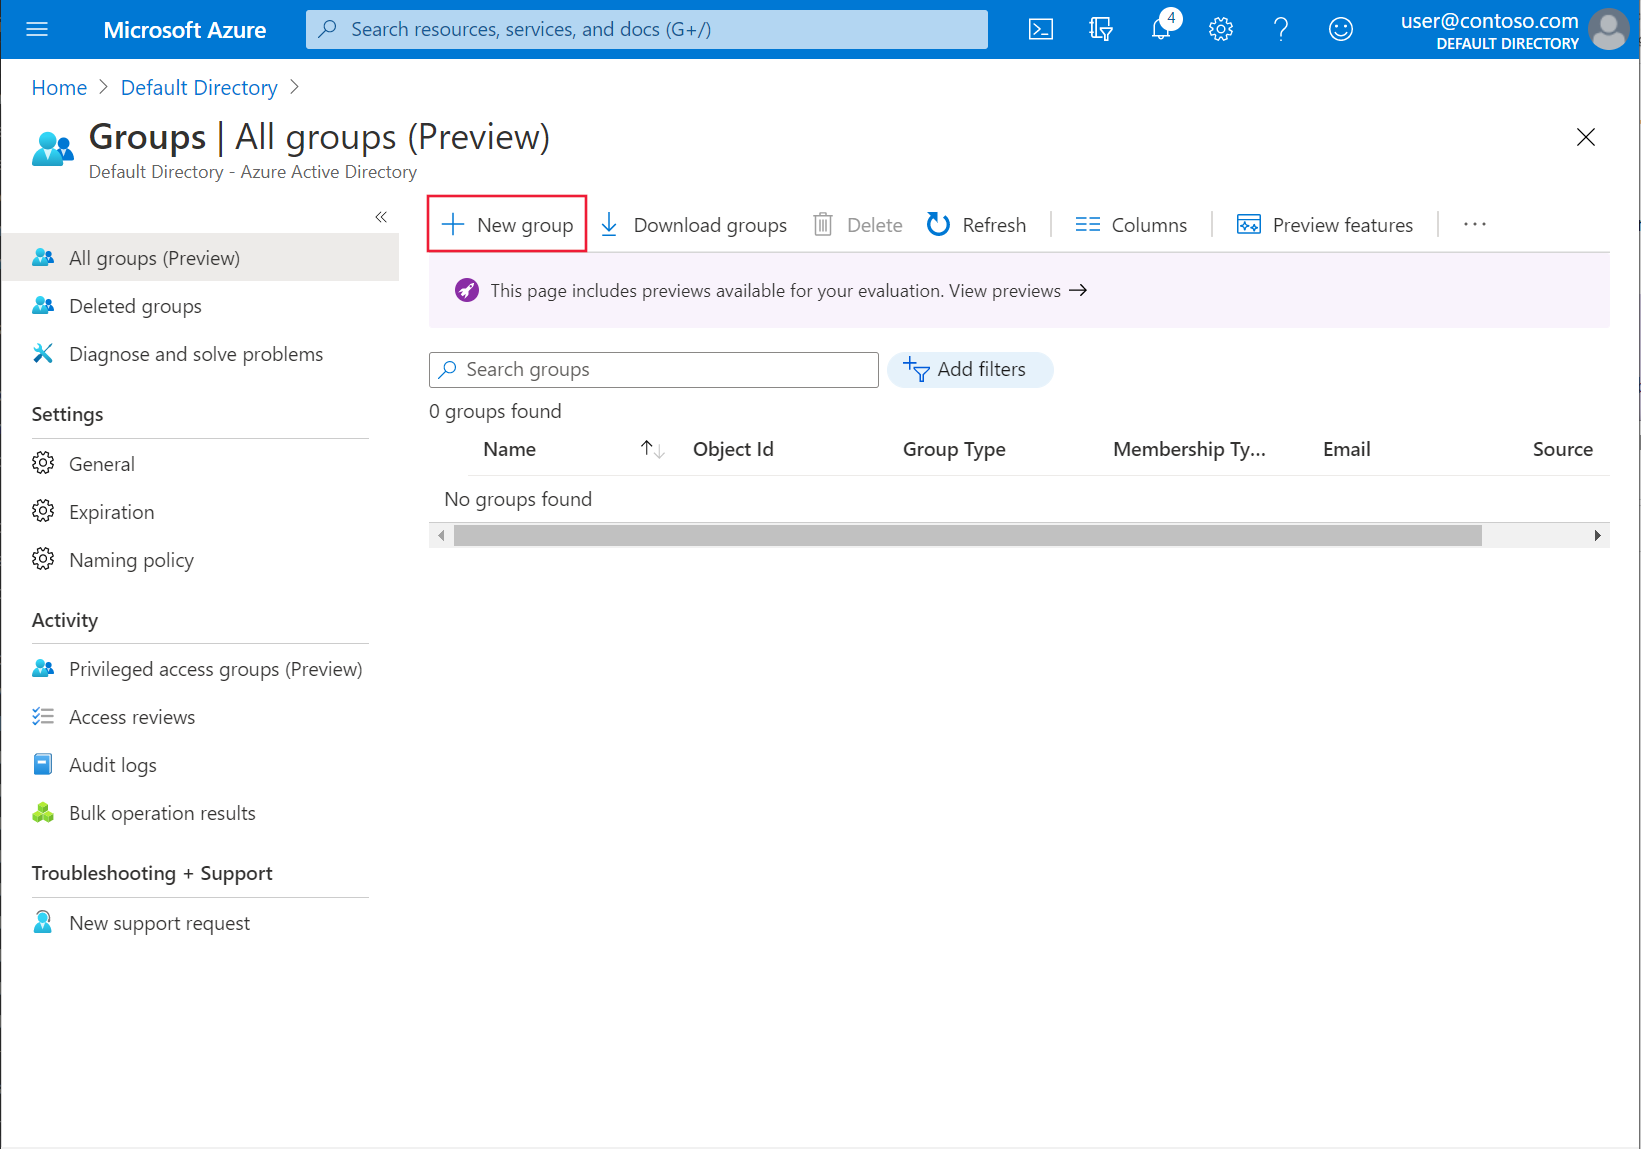 Microsoft Azure
Search resources, services, and docs (G+/)
4
user@contoso.com
DEFAULT DIRECTORY
Home > Default Directory >
Groups | All groups (Preview)
Default Directory - Azure Active Directory
«
New group
Download groups
Delete
Refresh
Columns
Preview features
...
All groups (Preview)
Deleted groups
Diagnose and solve problems
Settings
General
Expiration
Naming policy
Activity
Privileged access groups (Preview)
Access reviews
Audit logs
Bulk operation results
Troubleshooting + Support
New support request
This page includes previews available for your evaluation. View previews →
Search groups
Add filters
0 groups found
Name ↑↓ Object Id Group Type Membership Ty... Email Source
No groups found